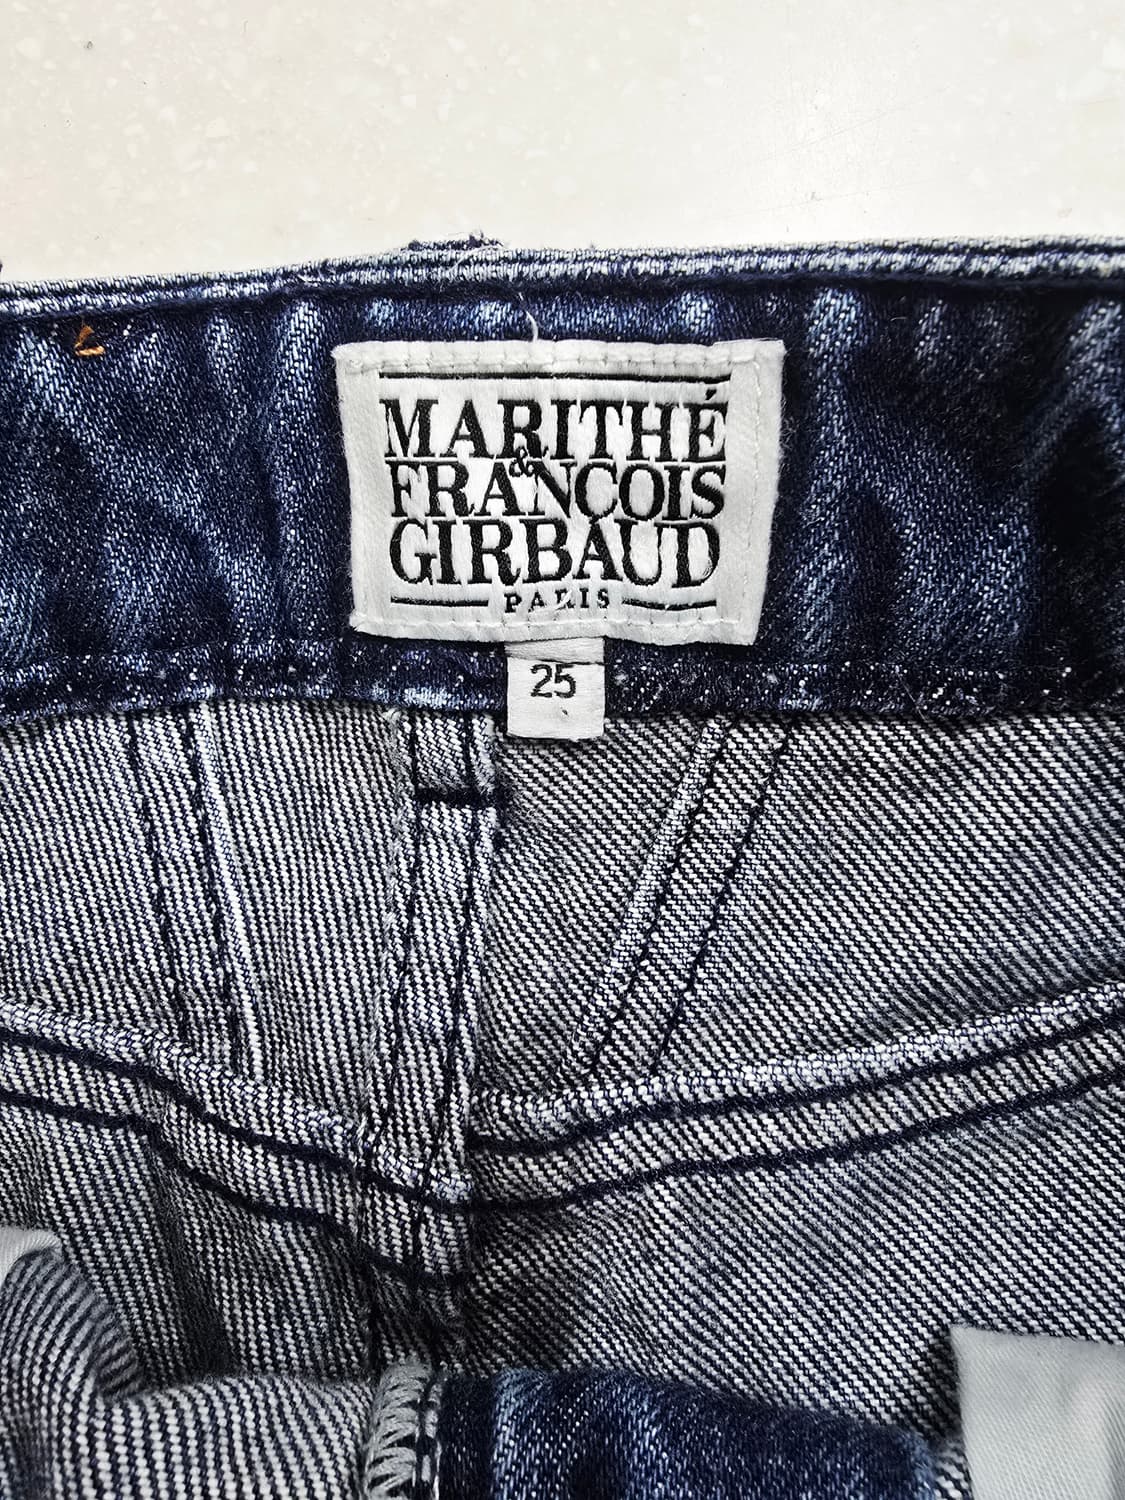 MARITHÉ
&
FRANCOIS
GIRBAUD
PARIS
25